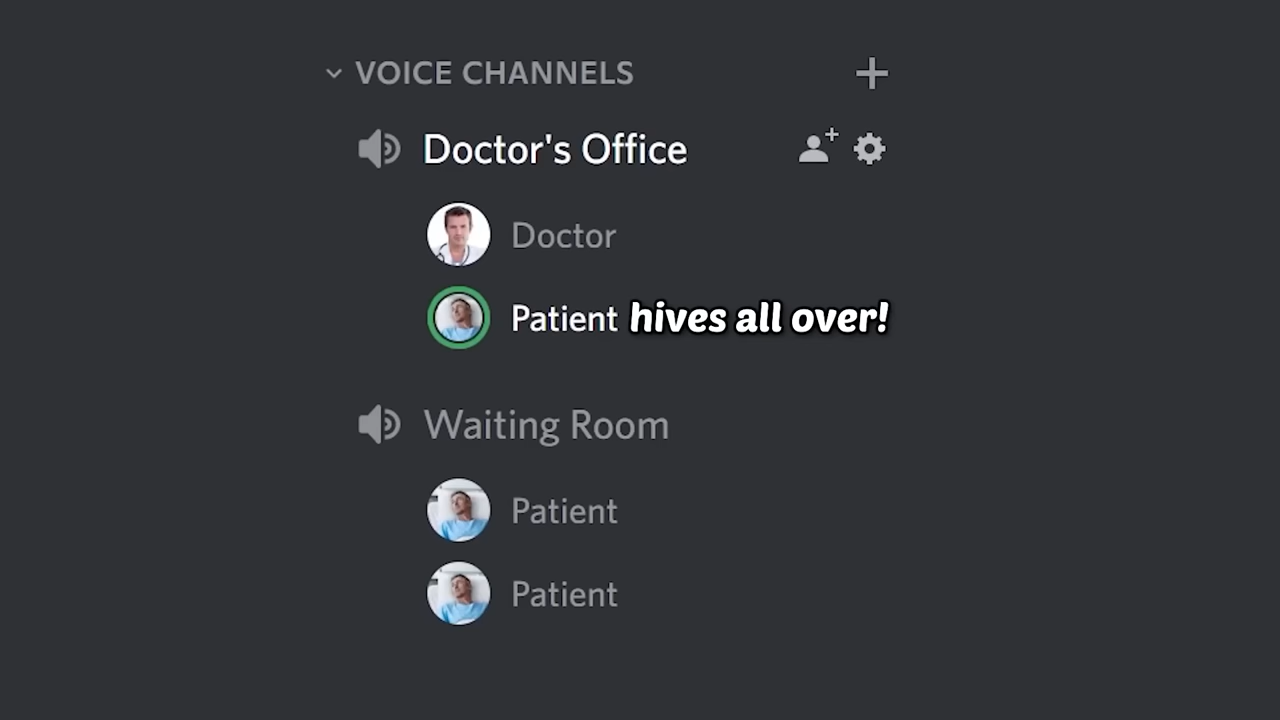 VOICE CHANNELS
Doctor's Office
Doctor
Patient hives all over!
Waiting Room
Patient
Patient